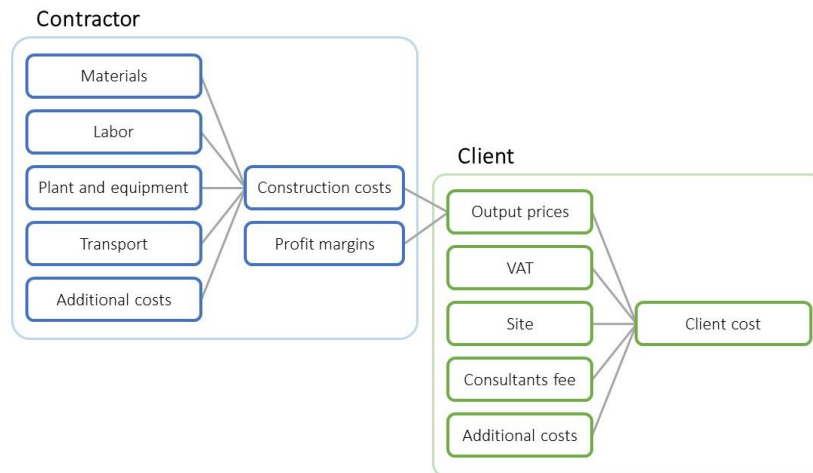 Contractor
Materials
Labor
Plant and equipment
Transport
Additional costs
Construction costs
Profit margins
Client
Output prices
VAT
Site
Consultants fee
Additional costs
Client cost